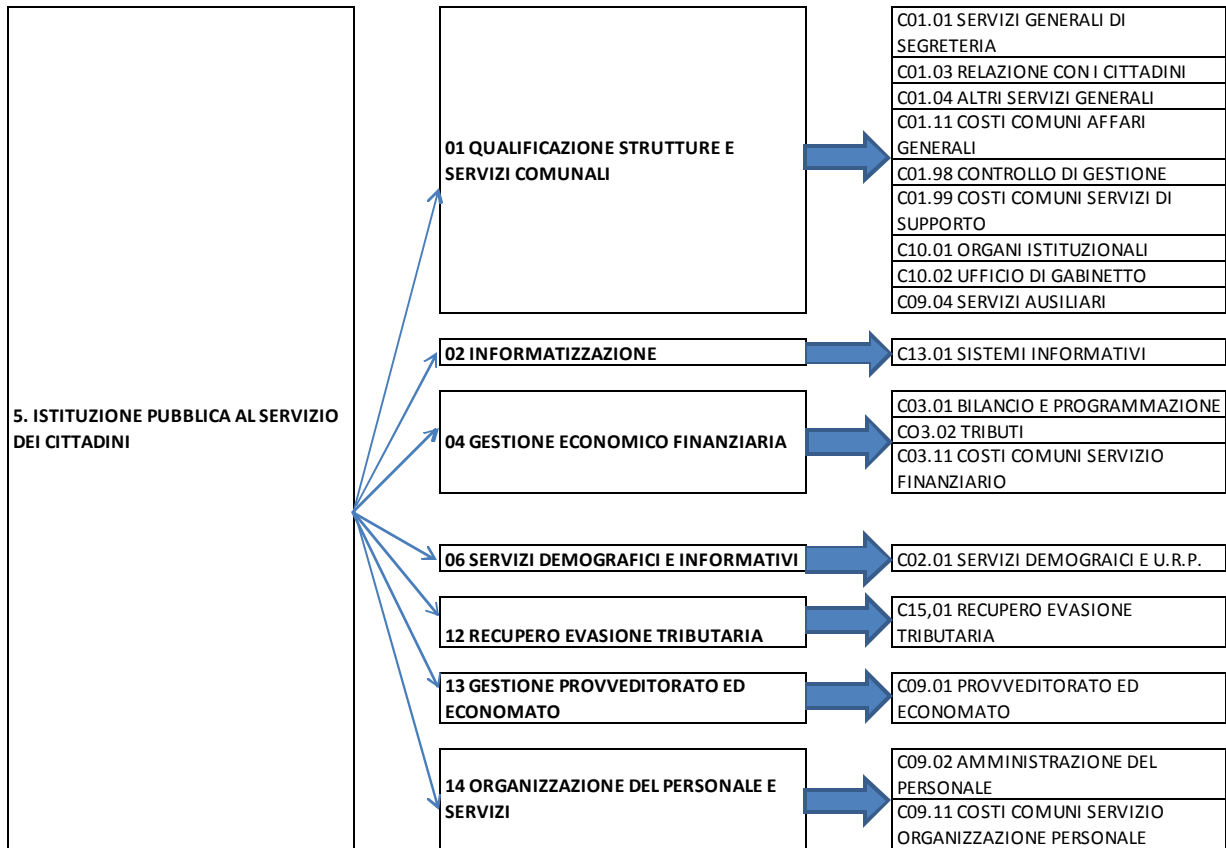 5. ISTITUZIONE PUBBLICA AL SERVIZIO
DEI CITTADINI
01 QUALIFICAZIONE STRUTTURE E
SERVIZI COMUNALI
C01.01 SERVIZI GENERALI DI
SEGRETERIA
C01.03 RELAZIONE CON I CITTADINI
C01.04 ALTRI SERVIZI GENERALI
C01.11 COSTI COMUNI AFFARI
GENERALI
C01.98 CONTROLLO DI GESTIONE
C01.99 COSTI COMUNI SERVIZI DI
SUPPORTO
C10.01 ORGANI ISTITUZIONALI
C10.02 UFFICIO DI GABINETTO
C09.04 SERVIZI AUSILIARI
02 INFORMATIZZAZIONE
C13.01 SISTEMI INFORMATIVI
04 GESTIONE ECONOMICO FINANZIARIA
C03.01 BILANCIO E PROGRAMMAZIONE
CO3.02 TRIBUTI
C03.11 COSTI COMUNI SERVIZIO
FINANZIARIO
06 SERVIZI DEMOGRAFICI E INFORMATIVI
C02.01 SERVIZI DEMOGRAICI E U.R.P.
12 RECUPERO EVASIONE TRIBUTARIA
C15,01 RECUPERO EVASIONE
TRIBUTARIA
13 GESTIONE PROVVEDITORATO ED
ECONOMATO
C09.01 PROVVEDITORATO ED
ECONOMATO
14 ORGANIZZAZIONE DEL PERSONALE E
SERVIZI
C09.02 AMMINISTRAZIONE DEL
PERSONALE
C09.11 COSTI COMUNI SERVIZIO
ORGANIZZAZIONE PERSONALE